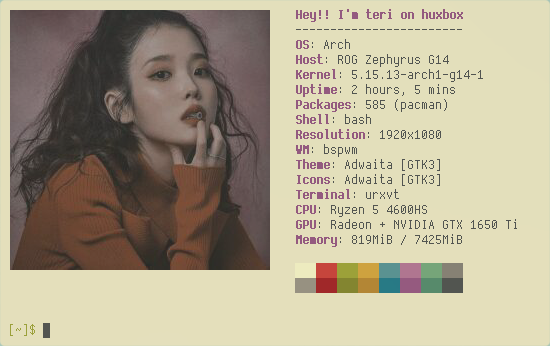 Hey!! I'm teri on huxbox
------------------------
OS: Arch
Host: ROG Zephyrus G14
Kernel: 5.15.13-arch1-g14-1
Uptime: 2 hours, 5 mins
Packages: 585 (pacman)
Shell: bash
Resolution: 1920x1080
WM: bspwm
Theme: Adwaita [GTK3]
Icons: Adwaita [GTK3]
Terminal: urxvt
CPU: Ryzen 5 4600HS
GPU: Radeon + NVIDIA GTX 1650 Ti
Memory: 819MiB / 7425MiB
[~]$